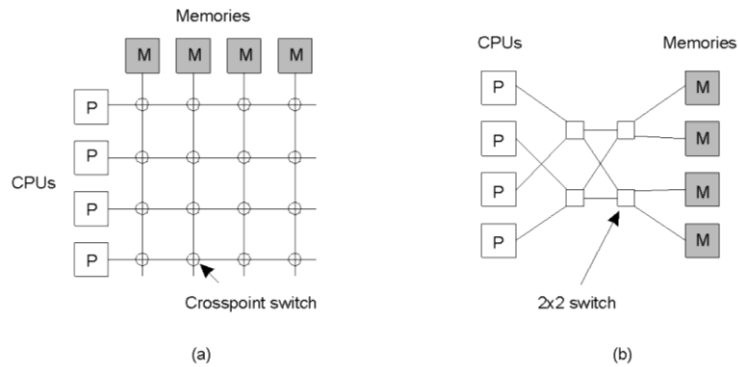 Memories
M M M M
P
P
CPUs
P
P
Crosspoint switch
(a)
CPUs Memories
P M
P M
P M
P M
2x2 switch
(b)